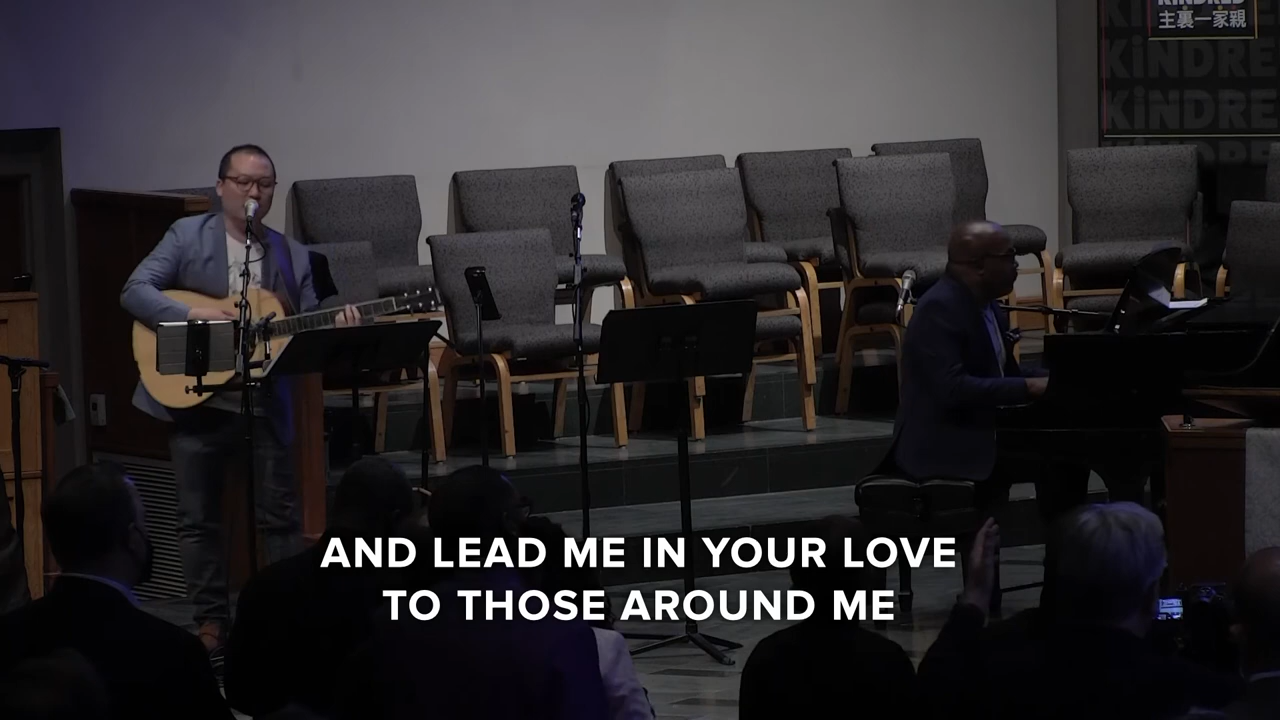 KiNDRED
主裏一家親
KiNDRE
KiNDRE
AND LEAD ME IN YOUR LOVE
TO THOSE AROUND ME